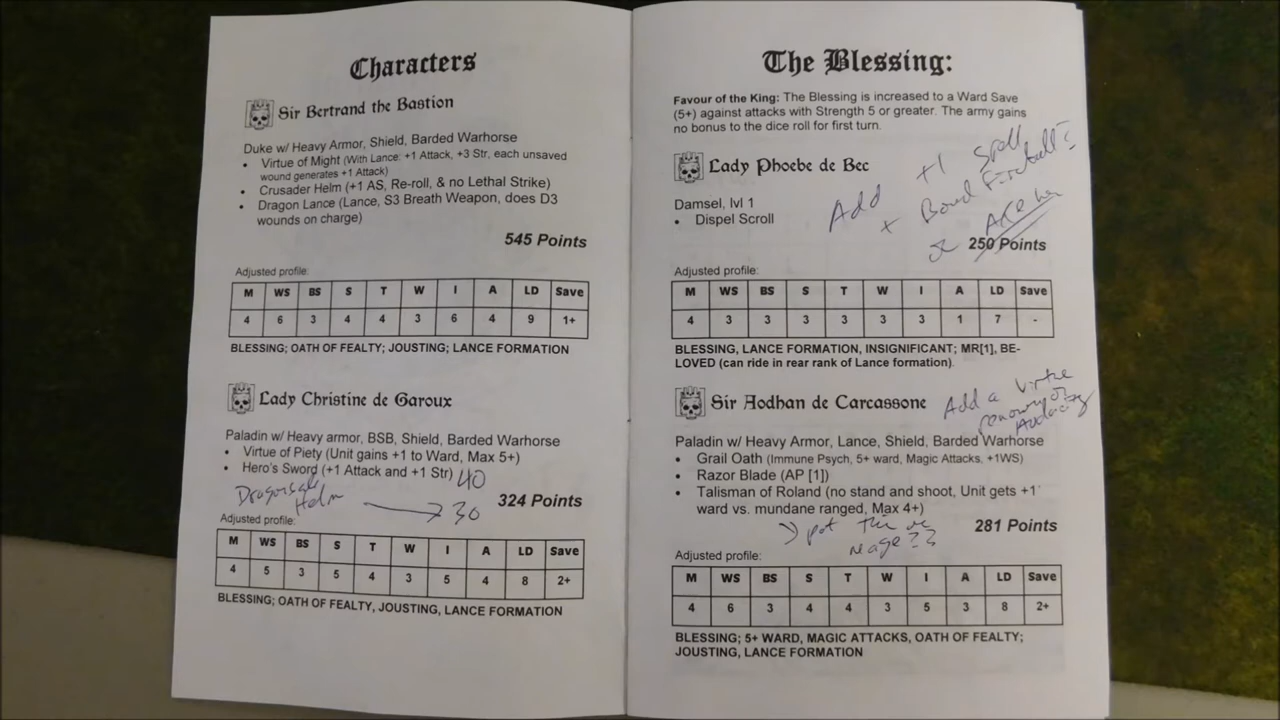 Characters
Sir Bertrand the Bastion
Duke w/ Heavy Armor, Shield, Barded Warhorse
• Virtue of Might (With Lance: +1 Attack, +3 Str, each unsaved
wound generates +1 Attack)
• Crusader Helm (+1 AS, Re-roll, & no Lethal Strike)
• Dragon Lance (Lance, S3 Breath Weapon, does D3
wounds on charge)
545 Points
Adjusted profile:
M WS BS S T W I A LD Save
4 6 3 4 4 3 6 4 9 1+
BLESSING; OATH OF FEALTY; JOUSTING; LANCE FORMATION
Lady Christine de Garoux
Paladin w/ Heavy armor, BSB, Shield, Barded Warhorse
• Virtue of Piety (Unit gains +1 to Ward, Max 5+)
• Hero's Sword (+1 Attack and +1 Str) 40
Helm 30
324 Points
Adjusted profile:
M WS BS S T W I A LD Save
4 5 3 5 4 3 5 4 8 2+
BLESSING; OATH OF FEALTY, JOUSTING, LANCE FORMATION
The Blessing:
Favour of the King: The Blessing is increased to a Ward Save
(5+) against attacks with Strength 5 or greater. The army gains
no bonus to the dice roll for first turn.
Lady Phoebe de Bec
Add +1 Spell
+ Bound Fireball?
Damsel, lvl 1
• Dispel Scroll
250 Points
Adjusted profile:
M WS BS S T W I A LD Save
4 3 3 3 3 3 3 1 7 -
BLESSING, LANCE FORMATION, INSIGNIFICANT; MR[1], BE-
LOVED (can ride in rear rank of Lance formation).
Sir Aodhan de Carcassone
Add a Virtue
Audacity
Paladin w/ Heavy Armor, Lance, Shield, Barded Warhorse
• Grail Oath (Immune Psych, 5+ ward, Magic Attacks, +1WS)
• Razor Blade (AP [1])
• Talisman of Roland (no stand and shoot, Unit gets +1
ward vs. mundane ranged, Max 4+)
put this on
mage??
281 Points
Adjusted profile:
M WS BS S T W I A LD Save
4 6 3 4 4 3 5 3 8 2+
BLESSING; 5+ WARD, MAGIC ATTACKS, OATH OF FEALTY;
JOUSTING, LANCE FORMATION